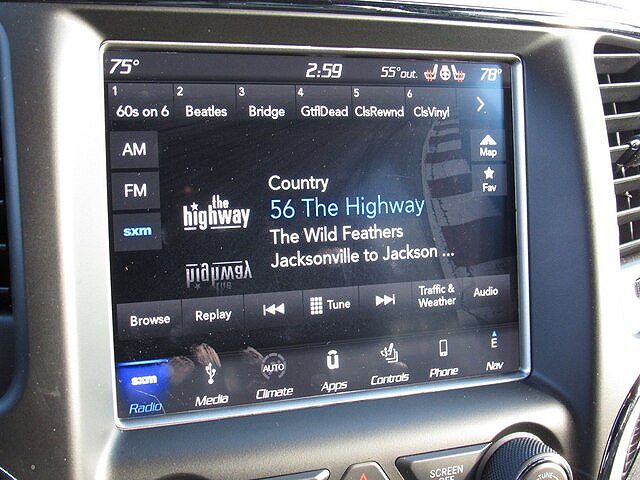 75° 2:59 55°out. 78°
1 2 3 4 5 6
60s on 6 Beatles Bridge GtflDead ClsRewnd ClsVinyl
AM
Map
FM
Fav
sxm
the highway
Country
56 The Highway
The Wild Feathers
Jacksonville to Jackson ...
Browse Replay Tune Traffic & Weather Audio
sxm AUTO E
Radio Media Climate Apps Controls Phone Nav
SCREEN OFF
TUNE